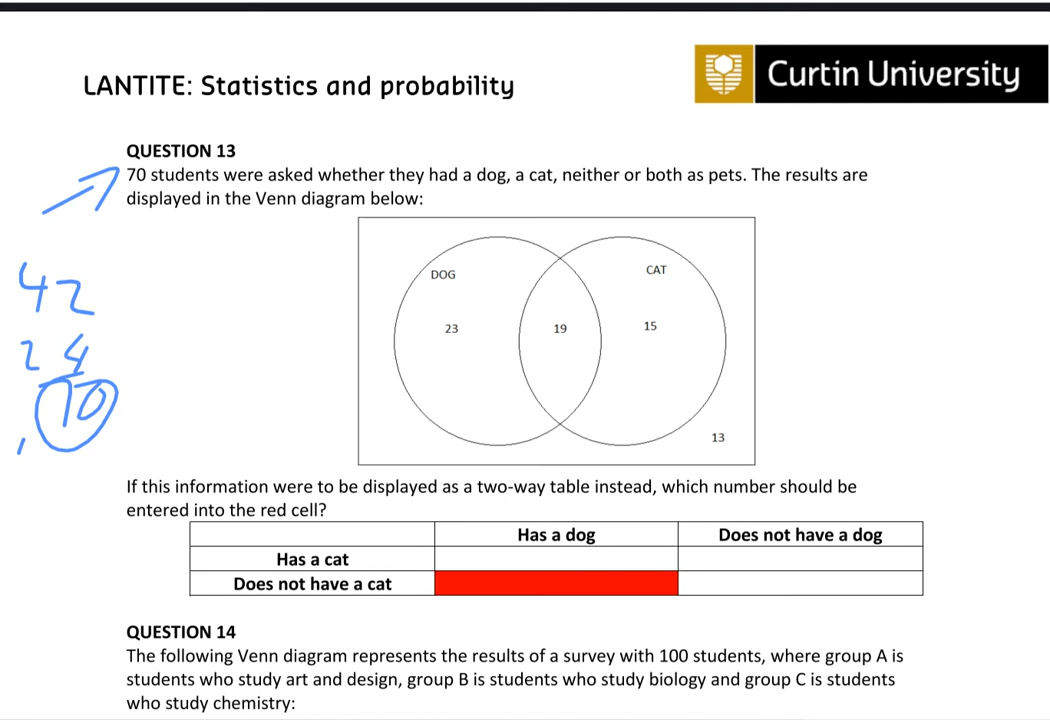 LANTITE: Statistics and probability
Curtin University
QUESTION 13
70 students were asked whether they had a dog, a cat, neither or both as pets. The results are
displayed in the Venn diagram below:
42
24
70
DOG
CAT
23
19
15
13
If this information were to be displayed as a two-way table instead, which number should be
entered into the red cell?
Has a dog
Does not have a dog
Has a cat
Does not have a cat
QUESTION 14
The following Venn diagram represents the results of a survey with 100 students, where group A is
students who study art and design, group B is students who study biology and group C is students
who study chemistry: